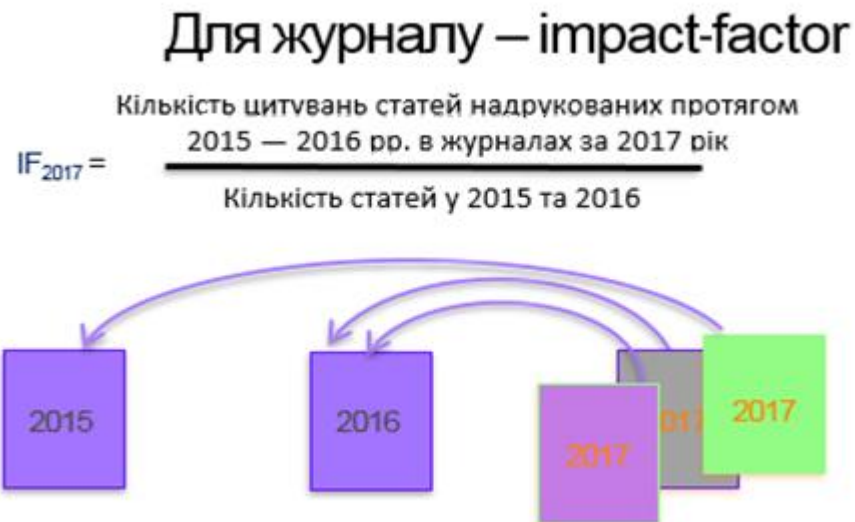 Для журналу – impact-factor
Кількість цитувань статей надрукованих протягом
2015 — 2016 рр. в журналах за 2017 рік
IF2017 =
Кількість статей у 2015 та 2016
2015
2016
2017
017
2017